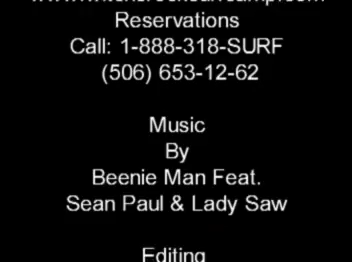 Reservations
Call: 1-888-318-SURF
(506) 653-12-62
Music
By
Beenie Man Feat.
Sean Paul & Lady Saw
Editing